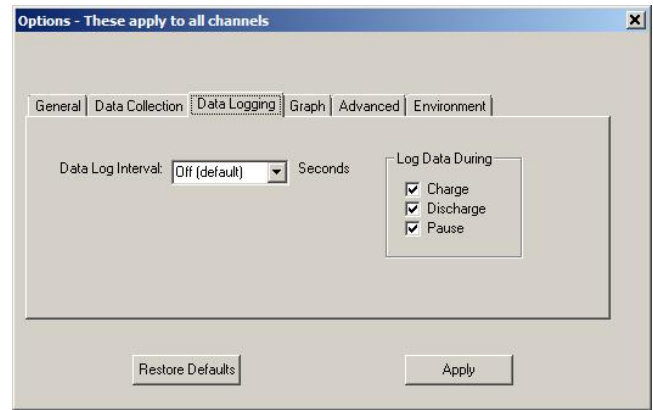 Options - These apply to all channels
General Data Collection Data Logging Graph Advanced Environment
Data Log Interval: Off (default) Seconds
Log Data During
Charge
Discharge
Pause
Restore Defaults Apply